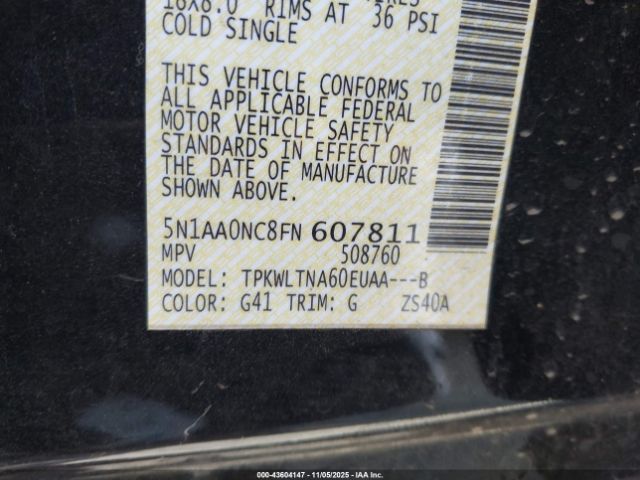 18X8.0 RIMS AT 36 PSI
COLD SINGLE
THIS VEHICLE CONFORMS TO
ALL APPLICABLE FEDERAL
MOTOR VEHICLE SAFETY
STANDARDS IN EFFECT ON
THE DATE OF MANUFACTURE
SHOWN ABOVE.
5N1AA0NC8FN 607811
MPV 508760
MODEL: TPKWLTNA60EUAA---B
COLOR: G41 TRIM: G ZS40A
000-43604147 - 11/05/2025 - IAA Inc.